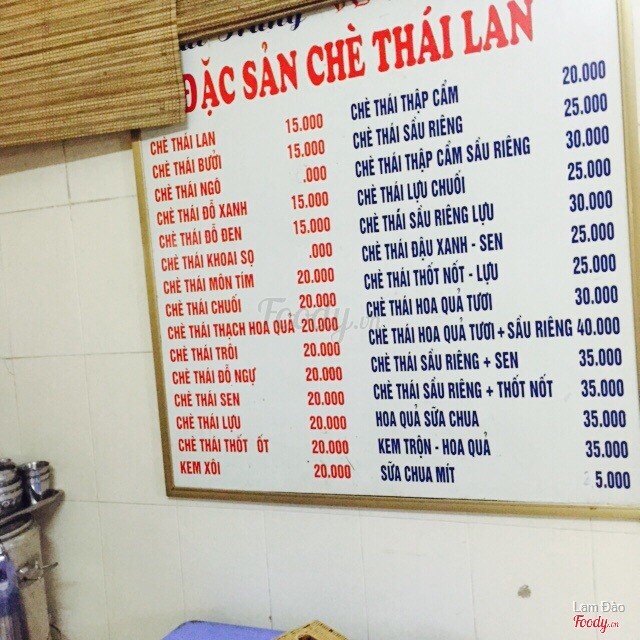 ĐẶC SẢN CHÈ THÁI LAN
CHÈ THÁI LAN 15.000
CHÈ THÁI BƯỞI 15.000
CHÈ THÁI NGÔ .000
CHÈ THÁI ĐỖ XANH 15.000
CHÈ THÁI ĐỖ ĐEN 15.000
CHÈ THÁI KHOAI SỌ .000
CHÈ THÁI MÔN TÍM 20.000
CHÈ THÁI CHUỐI 20.000
CHÈ THÁI THẠCH HOA QUẢ 20.000
CHÈ THÁI TRÔI 20.000
CHÈ THÁI ĐỖ NGỰ 20.000
CHÈ THÁI SEN 20.000
CHÈ THÁI LỰU 20.000
CHÈ THÁI THỐT ỐT 20.000
KEM XÔI 20.000
CHÈ THÁI THẬP CẨM 20.000
CHÈ THÁI SẦU RIÊNG 25.000
CHÈ THÁI THẬP CẨM SẦU RIÊNG 30.000
CHÈ THÁI LỰU CHUỐI 25.000
CHÈ THÁI SẦU RIÊNG LỰU 30.000
CHÈ THÁI ĐẬU XANH - SEN 25.000
CHÈ THÁI THỐT NỐT - LỰU 25.000
CHÈ THÁI HOA QUẢ TƯƠI 30.000
CHÈ THÁI HOA QUẢ TƯƠI + SẦU RIÊNG 40.000
CHÈ THÁI SẦU RIÊNG + SEN 35.000
CHÈ THÁI SẦU RIÊNG + THỐT NỐT 35.000
HOA QUẢ SỮA CHUA 35.000
KEM TRỘN - HOA QUẢ 35.000
SỮA CHUA MÍT 5.000
Foody.vn
Lam Đào
Foody.vn